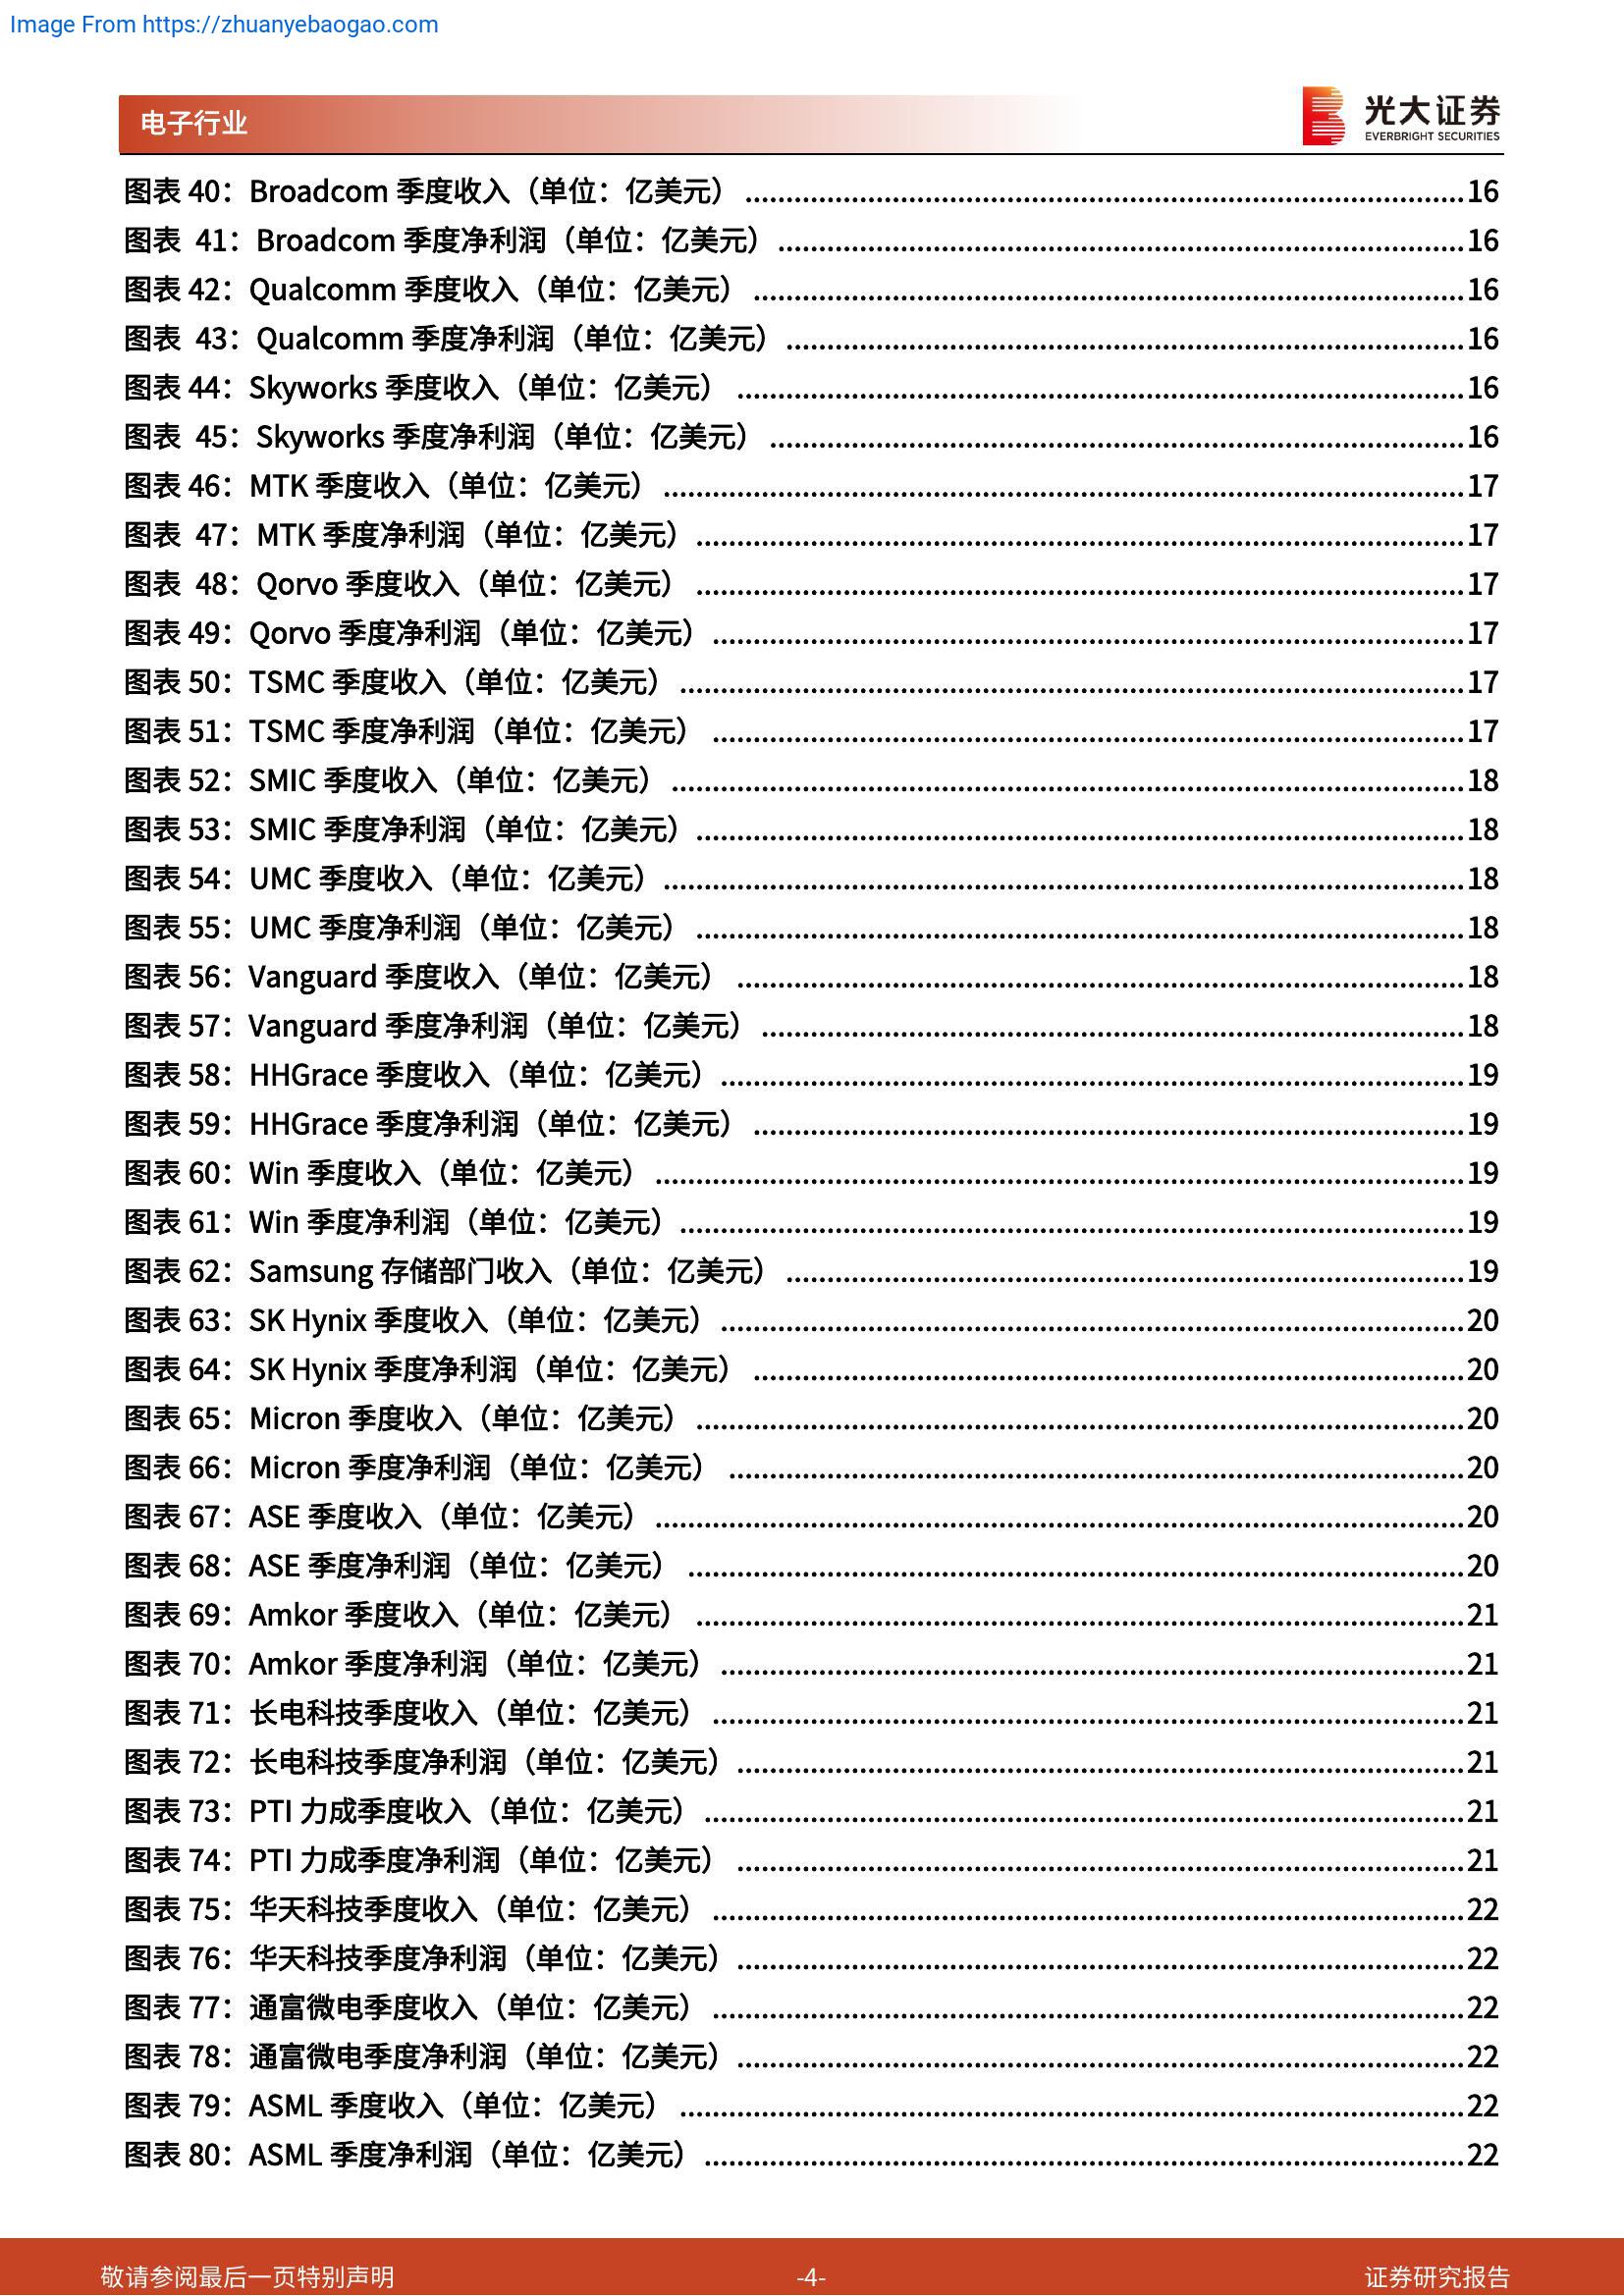 Image From https://zhuanyebaogao.com
电子行业
光大证券
EVERBRIGHT SECURITIES
图表 40：Broadcom 季度收入（单位：亿美元） ........16
图表 41：Broadcom 季度净利润（单位：亿美元） ........16
图表 42：Qualcomm 季度收入（单位：亿美元） ........16
图表 43：Qualcomm 季度净利润（单位：亿美元） ........16
图表 44：Skyworks 季度收入（单位：亿美元） ........16
图表 45：Skyworks 季度净利润（单位：亿美元） ........16
图表 46：MTK 季度收入（单位：亿美元） ........17
图表 47：MTK 季度净利润（单位：亿美元） ........17
图表 48：Qorvo 季度收入（单位：亿美元） ........17
图表 49：Qorvo 季度净利润（单位：亿美元） ........17
图表 50：TSMC 季度收入（单位：亿美元） ........17
图表 51：TSMC 季度净利润（单位：亿美元） ........17
图表 52：SMIC 季度收入（单位：亿美元） ........18
图表 53：SMIC 季度净利润（单位：亿美元） ........18
图表 54：UMC 季度收入（单位：亿美元） ........18
图表 55：UMC 季度净利润（单位：亿美元） ........18
图表 56：Vanguard 季度收入（单位：亿美元） ........18
图表 57：Vanguard 季度净利润（单位：亿美元） ........18
图表 58：HHGrace 季度收入（单位：亿美元） ........19
图表 59：HHGrace 季度净利润（单位：亿美元） ........19
图表 60：Win 季度收入（单位：亿美元） ........19
图表 61：Win 季度净利润（单位：亿美元） ........19
图表 62：Samsung 存储部门收入（单位：亿美元） ........19
图表 63：SK Hynix 季度收入（单位：亿美元） ........20
图表 64：SK Hynix 季度净利润（单位：亿美元） ........20
图表 65：Micron 季度收入（单位：亿美元） ........20
图表 66：Micron 季度净利润（单位：亿美元） ........20
图表 67：ASE 季度收入（单位：亿美元） ........20
图表 68：ASE 季度净利润（单位：亿美元） ........20
图表 69：Amkor 季度收入（单位：亿美元） ........21
图表 70：Amkor 季度净利润（单位：亿美元） ........21
图表 71：长电科技季度收入（单位：亿美元） ........21
图表 72：长电科技季度净利润（单位：亿美元） ........21
图表 73：PTI 力成季度收入（单位：亿美元） ........21
图表 74：PTI 力成季度净利润（单位：亿美元） ........21
图表 75：华天科技季度收入（单位：亿美元） ........22
图表 76：华天科技季度净利润（单位：亿美元） ........22
图表 77：通富微电季度收入（单位：亿美元） ........22
图表 78：通富微电季度净利润（单位：亿美元） ........22
图表 79：ASML 季度收入（单位：亿美元） ........22
图表 80：ASML 季度净利润（单位：亿美元） ........22
敬请参阅最后一页特别声明 -4- 证券研究报告